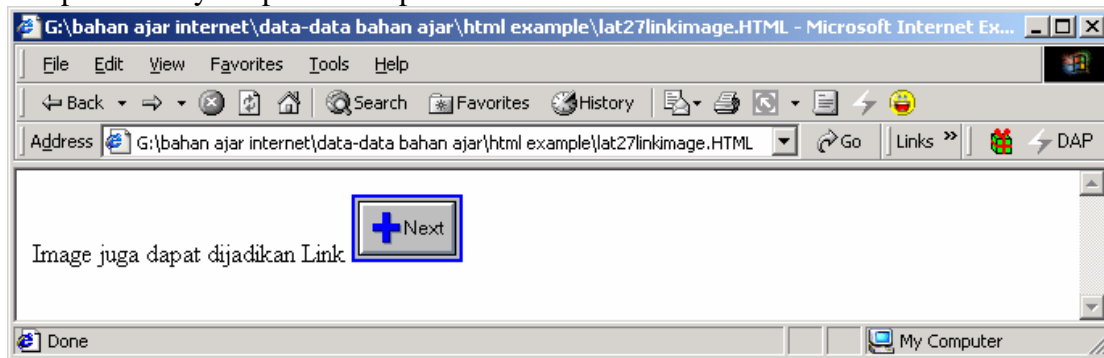 G:\bahan ajar internet\data-data bahan ajar\html example\lat27linkimage.HTML - Microsoft Internet Ex...
File Edit View Favorites Tools Help
Back Search Favorites History
Address G:\bahan ajar internet\data-data bahan ajar\html example\lat27linkimage.HTML Go Links » DAP
Next
Image juga dapat dijadikan Link
Done My Computer